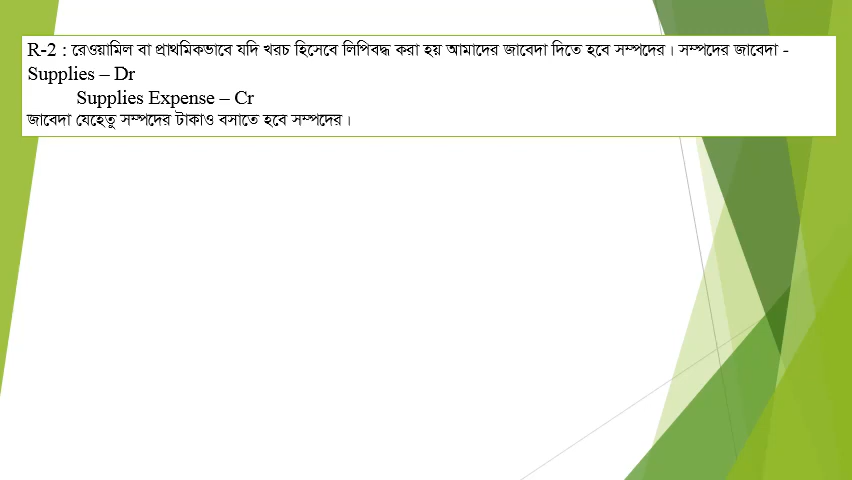 R-2 : রেওয়ামিল বা প্রাথমিকভাবে যদি খরচ হিসেবে লিপিবদ্ধ করা হয় আমাদের জাবেদা দিতে হবে সম্পদের। সম্পদের জাবেদা -
Supplies – Dr
Supplies Expense – Cr
জাবেদা যেহেতু সম্পদের টাকাও বসাতে হবে সম্পদের।